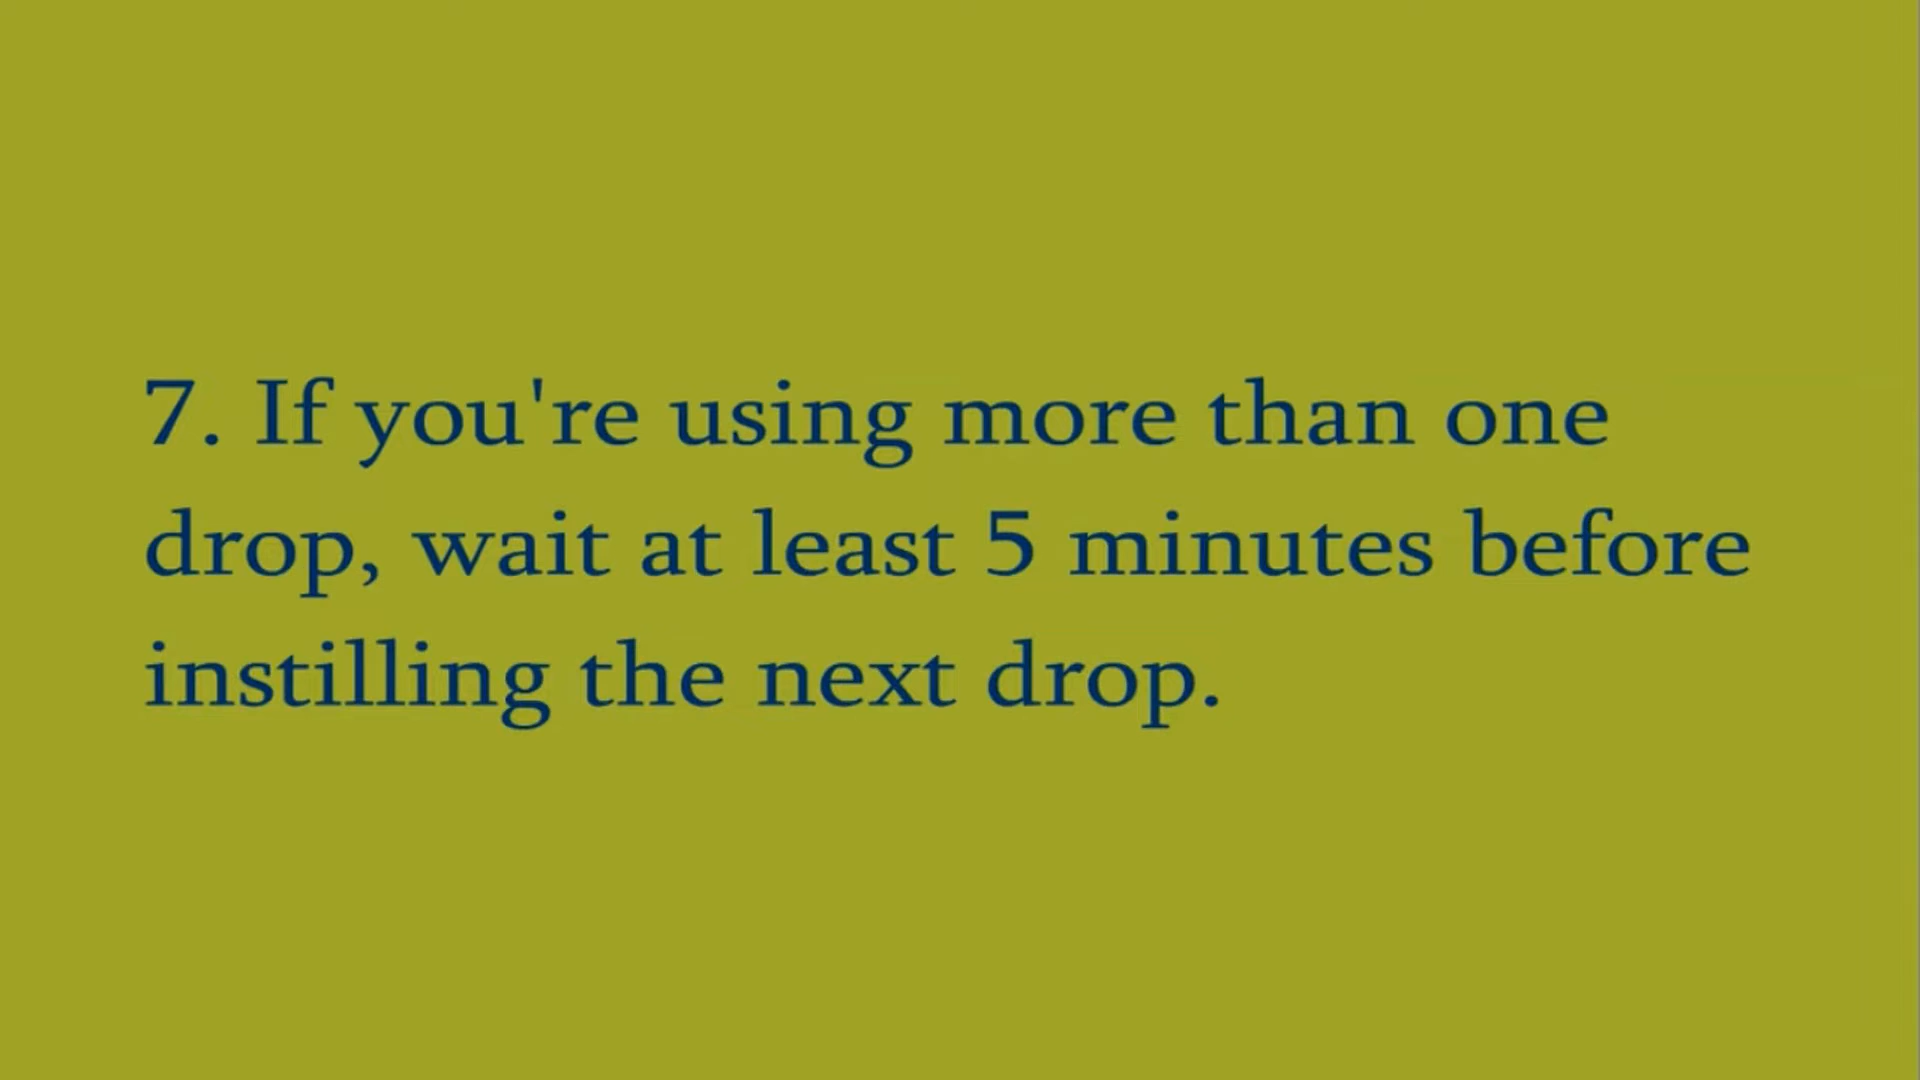 7. If you're using more than one
drop, wait at least 5 minutes before
instilling the next drop.